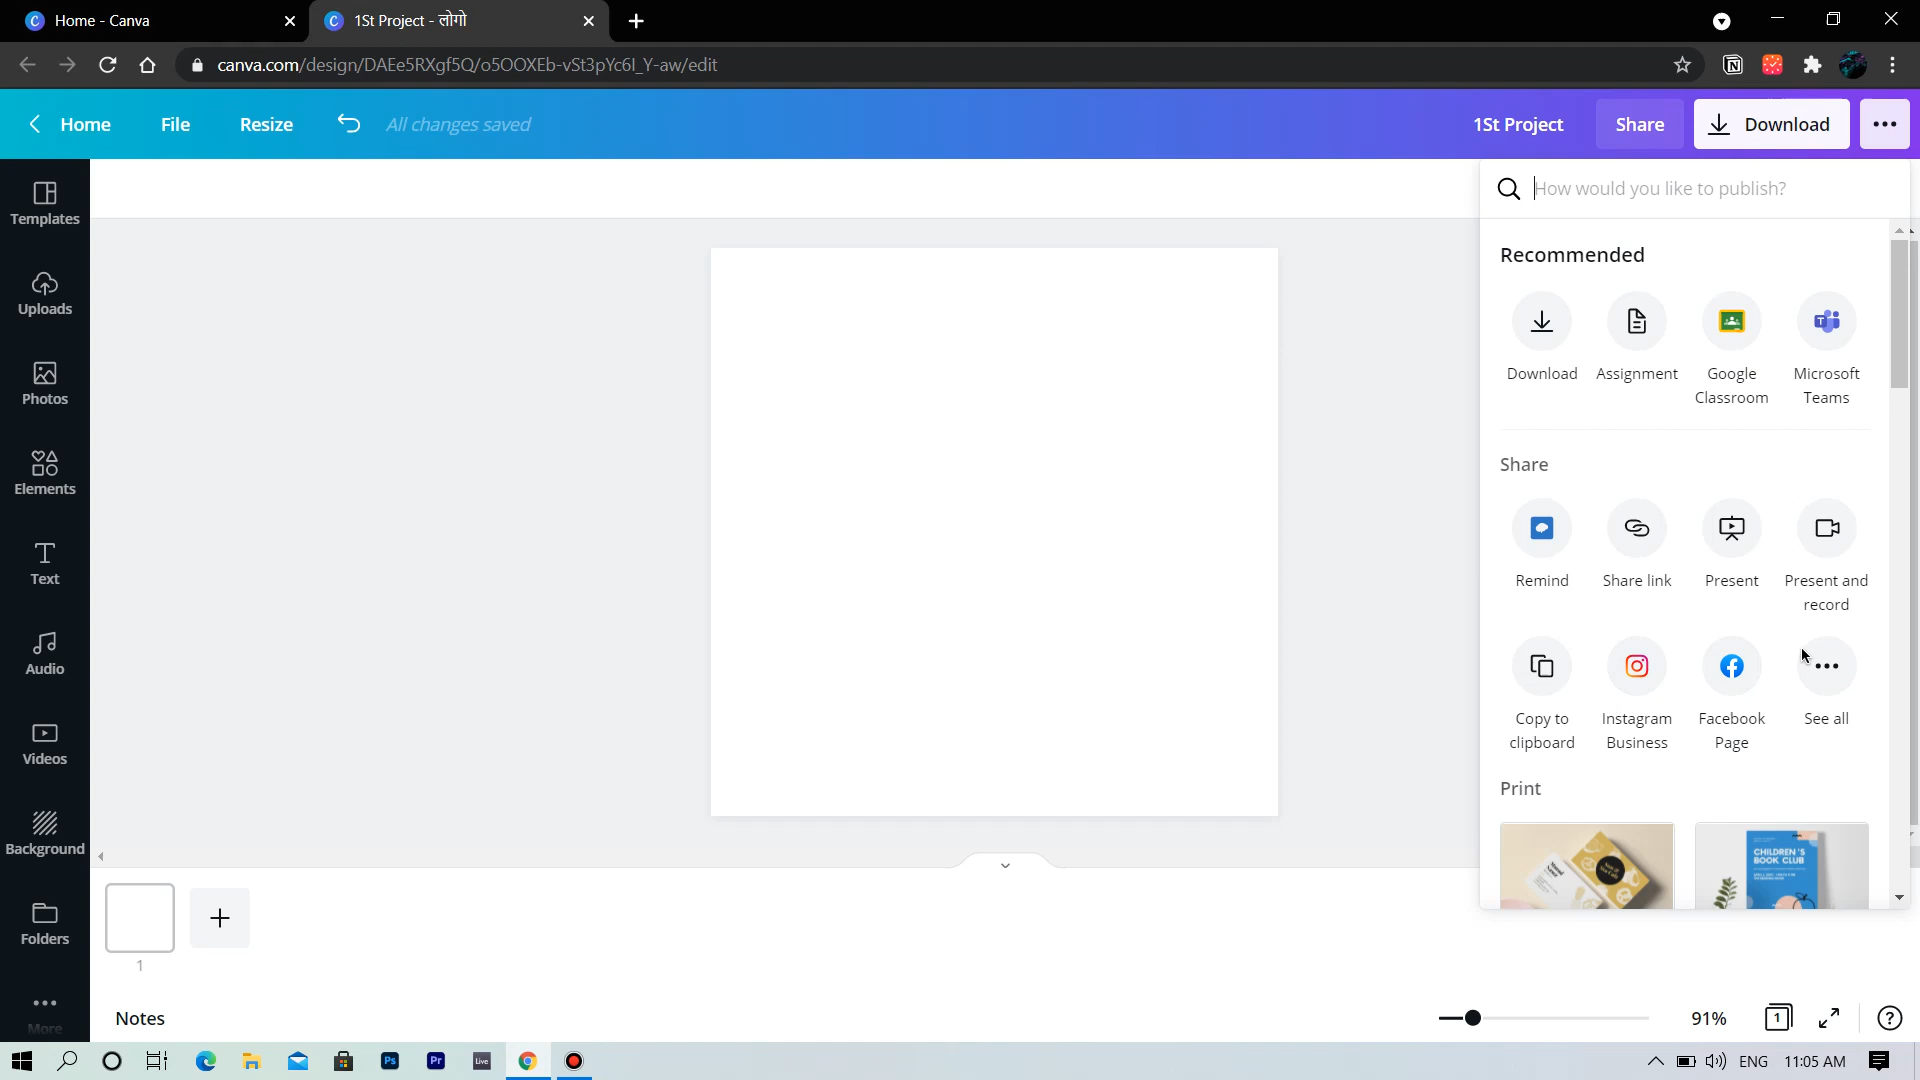 Home - Canva
1St Project - लोगो
canva.com/design/DAEe5RXgf5Q/o5OOXEb-vSt3pYc6I_Y-aw/edit
Home
File
Resize
All changes saved
1St Project
Share
Download
Templates
Uploads
Photos
Elements
Text
Audio
Videos
Background
Folders
More
How would you like to publish?
Recommended
Download
Assignment
Google
Classroom
Microsoft
Teams
Share
Remind
Share link
Present
Present and
record
Copy to
clipboard
Instagram
Business
Facebook
Page
See all
Print
CHILDREN'S
BOOK CLUB
1
Notes
91%
1
Ps
Pr
Live
ENG
11:05 AM